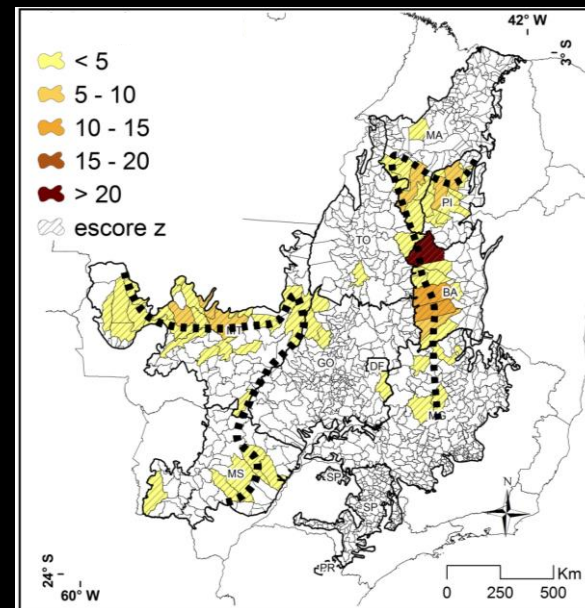 42° W
3° S
< 5
5 - 10
10 - 15
15 - 20
> 20
escore z
MA
PI
TO
BA
MT
GO
DF
MG
MS
SP
SP
PR
N
24° S
60° W
Km
0 250 500